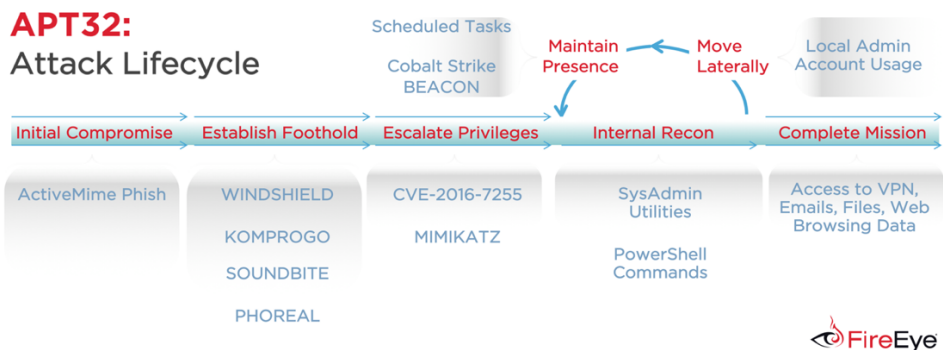 APT32:
Attack Lifecycle
Scheduled Tasks
Cobalt Strike
BEACON
Maintain
Presence
Move
Laterally
Local Admin
Account Usage
Initial Compromise
Establish Foothold
Escalate Privileges
Internal Recon
Complete Mission
ActiveMime Phish
WINDSHIELD
KOMPROGO
SOUNDBITE
PHOREAL
CVE-2016-7255
MIMIKATZ
SysAdmin
Utilities
PowerShell
Commands
Access to VPN,
Emails, Files, Web
Browsing Data
FireEye